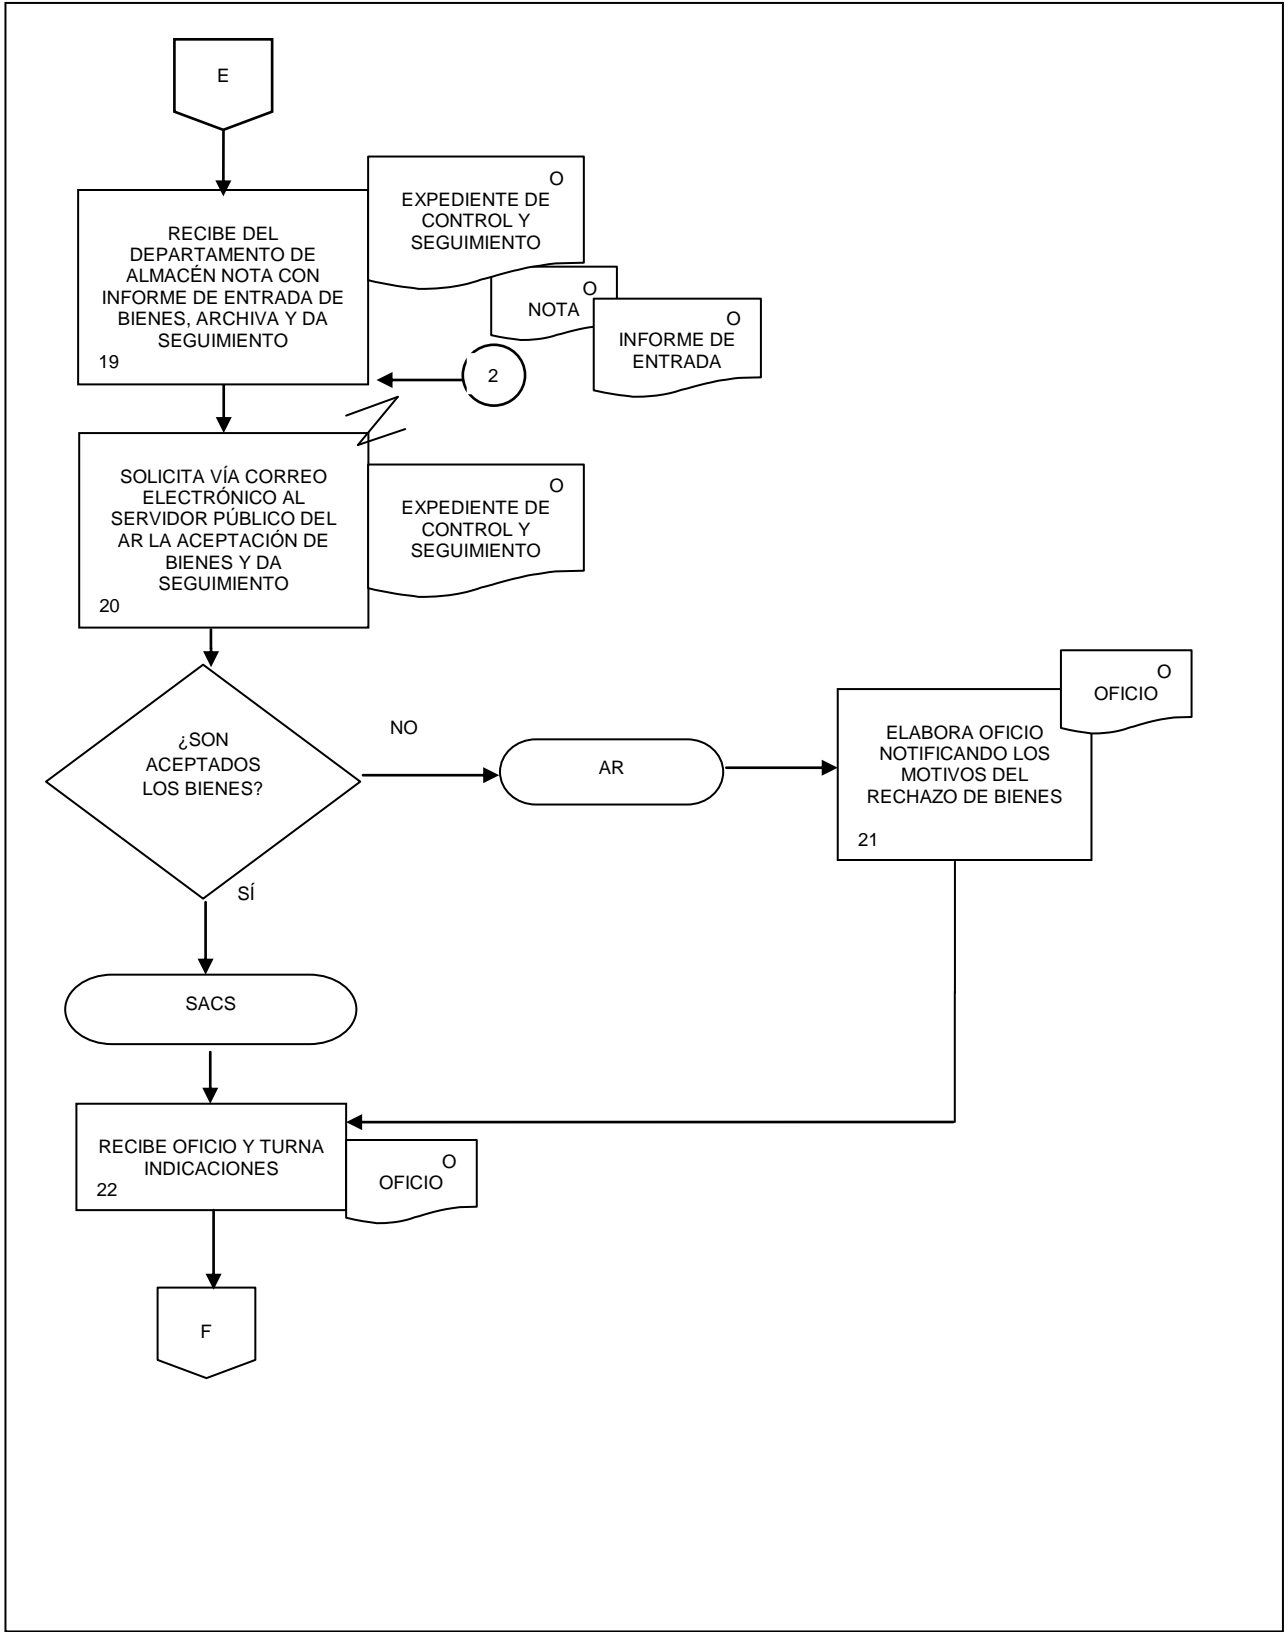 E
O
EXPEDIENTE DE
CONTROL Y
SEGUIMIENTO
RECIBE DEL
DEPARTAMENTO DE
ALMACÉN NOTA CON
INFORME DE ENTRADA DE
BIENES, ARCHIVA Y DA
SEGUIMIENTO
19
O
NOTA
O
INFORME DE
ENTRADA
2
SOLICITA VÍA CORREO
ELECTRÓNICO AL
SERVIDOR PÚBLICO DEL
AR LA ACEPTACIÓN DE
BIENES Y DA
SEGUIMIENTO
20
O
EXPEDIENTE DE
CONTROL Y
SEGUIMIENTO
¿SON
ACEPTADOS
LOS BIENES?
NO
AR
O
OFICIO
ELABORA OFICIO
NOTIFICANDO LOS
MOTIVOS DEL
RECHAZO DE BIENES
21
SÍ
SACS
RECIBE OFICIO Y TURNA
INDICACIONES
22
O
OFICIO
F